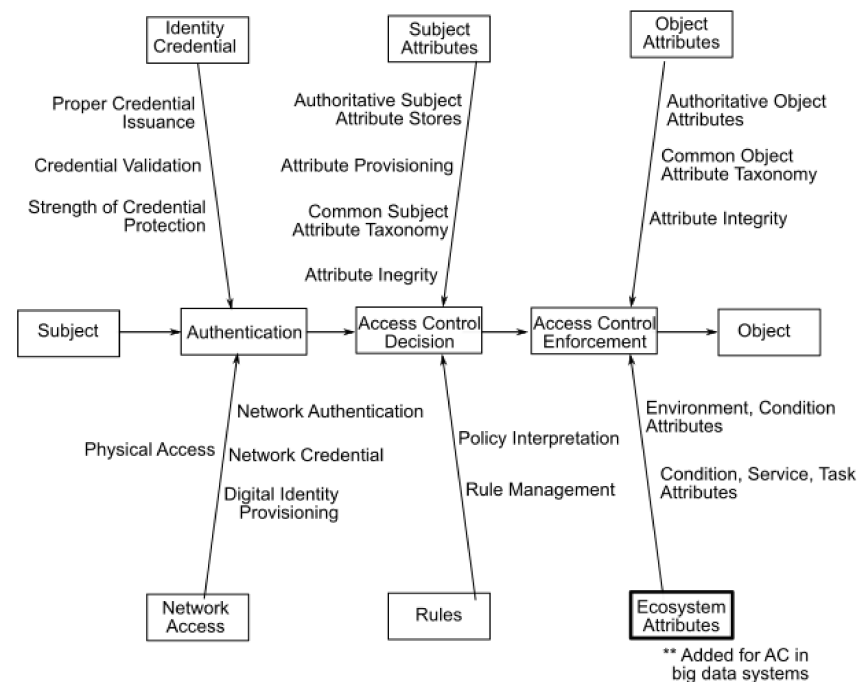 Identity
Credential
Subject
Attributes
Object
Attributes
Proper Credential
Issuance
Credential Validation
Strength of Credential
Protection
Authoritative Subject
Attribute Stores
Attribute Provisioning
Common Subject
Attribute Taxonomy
Attribute Inegrity
Authoritative Object
Attributes
Common Object
Attribute Taxonomy
Attribute Integrity
Subject
Authentication
Access Control
Decision
Access Control
Enforcement
Object
Physical Access
Network Authentication
Network Credential
Digital Identity
Provisioning
Policy Interpretation
Rule Management
Environment, Condition
Attributes
Condition, Service, Task
Attributes
Network
Access
Rules
Ecosystem
Attributes
** Added for AC in
big data systems